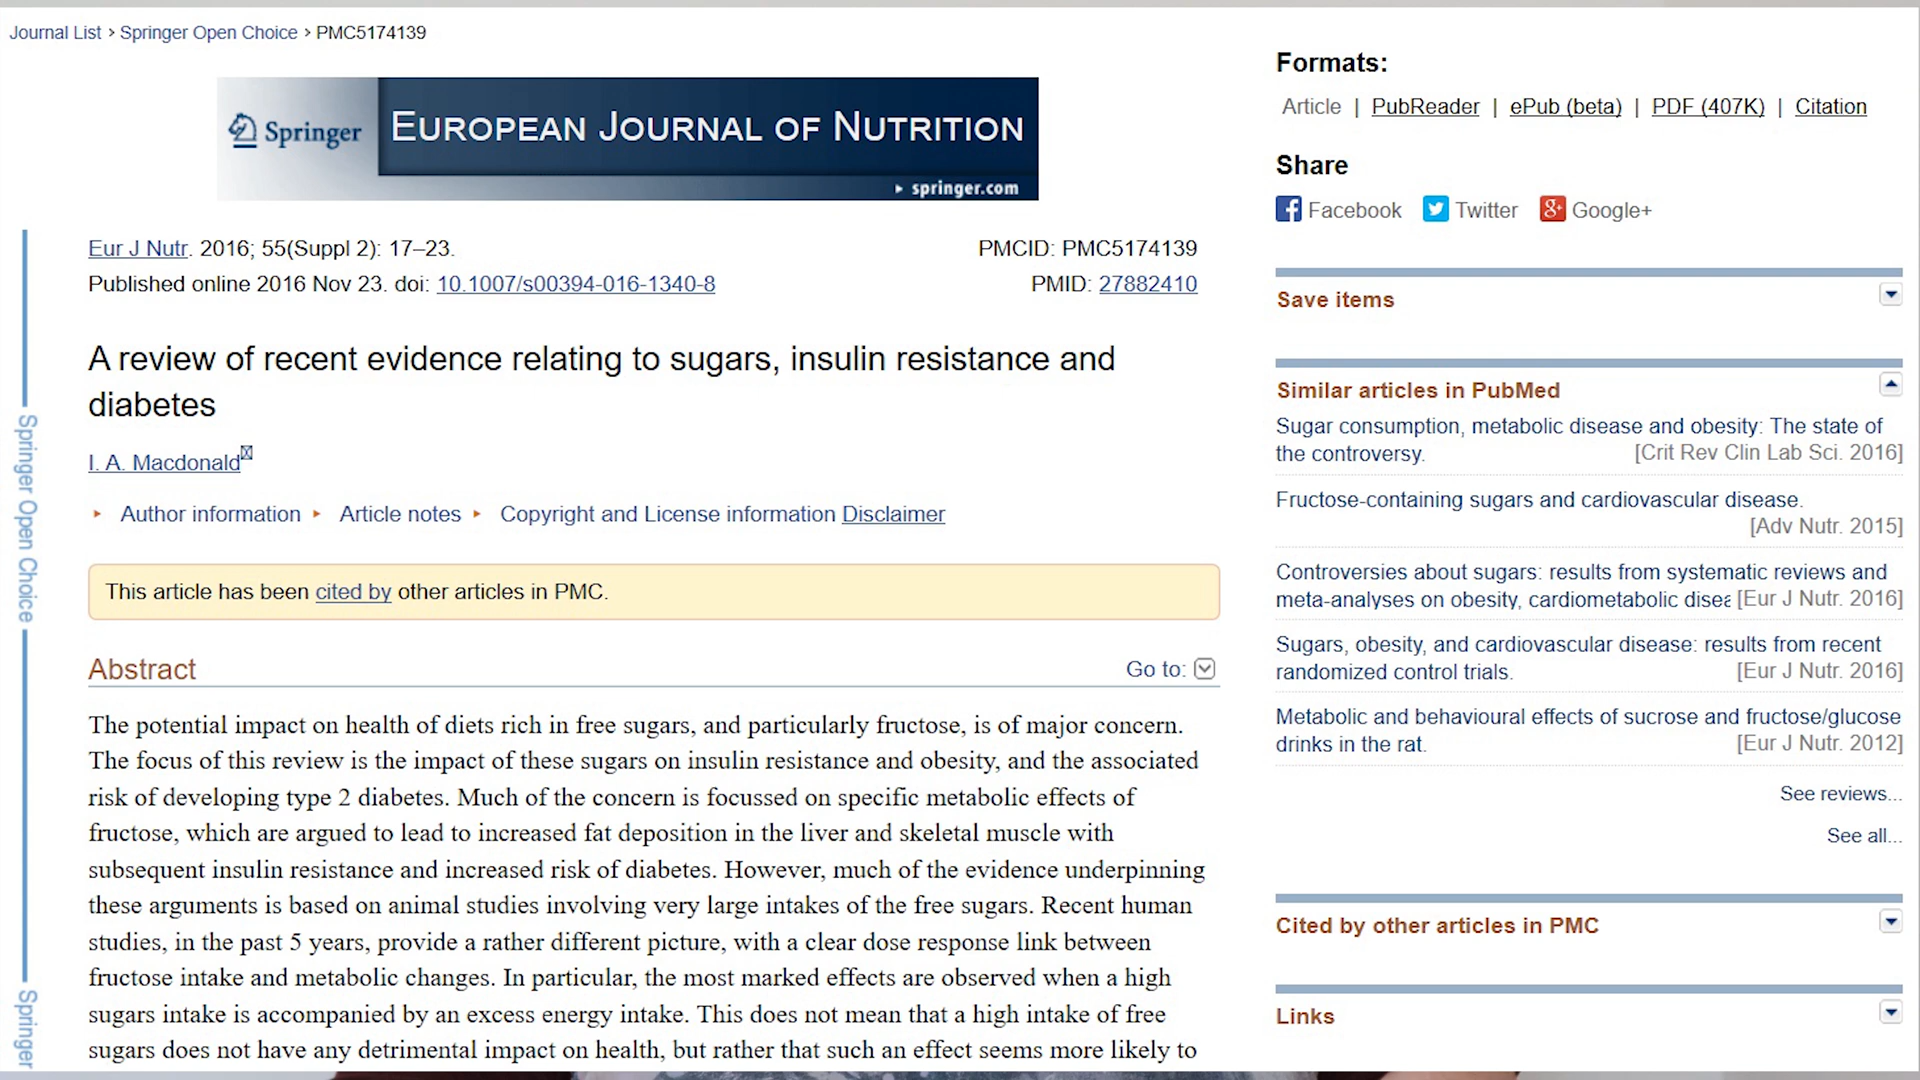 Journal List › Springer Open Choice › PMC5174139
Springer
EUROPEAN JOURNAL OF NUTRITION
springer.com
Eur J Nutr. 2016; 55(Suppl 2): 17–23.
PMCID: PMC5174139
Published online 2016 Nov 23. doi: 10.1007/s00394-016-1340-8
PMID: 27882410
A review of recent evidence relating to sugars, insulin resistance and
diabetes
I. A. Macdonald
Author information
Article notes
Copyright and License information Disclaimer
This article has been cited by other articles in PMC.
Abstract
Go to:
The potential impact on health of diets rich in free sugars, and particularly fructose, is of major concern.
The focus of this review is the impact of these sugars on insulin resistance and obesity, and the associated
risk of developing type 2 diabetes. Much of the concern is focussed on specific metabolic effects of
fructose, which are argued to lead to increased fat deposition in the liver and skeletal muscle with
subsequent insulin resistance and increased risk of diabetes. However, much of the evidence underpinning
these arguments is based on animal studies involving very large intakes of the free sugars. Recent human
studies, in the past 5 years, provide a rather different picture, with a clear dose response link between
fructose intake and metabolic changes. In particular, the most marked effects are observed when a high
sugars intake is accompanied by an excess energy intake. This does not mean that a high intake of free
sugars does not have any detrimental impact on health, but rather that such an effect seems more likely to
Springer Open Choice
Springer
Formats:
Article | PubReader | ePub (beta) | PDF (407K) | Citation
Share
Facebook
Twitter
Google+
Save items
Similar articles in PubMed
Sugar consumption, metabolic disease and obesity: The state of
the controversy.
[Crit Rev Clin Lab Sci. 2016]
Fructose-containing sugars and cardiovascular disease.
[Adv Nutr. 2015]
Controversies about sugars: results from systematic reviews and
meta-analyses on obesity, cardiometabolic disea
[Eur J Nutr. 2016]
Sugars, obesity, and cardiovascular disease: results from recent
randomized control trials.
[Eur J Nutr. 2016]
Metabolic and behavioural effects of sucrose and fructose/glucose
drinks in the rat.
[Eur J Nutr. 2012]
See reviews...
See all...
Cited by other articles in PMC
Links